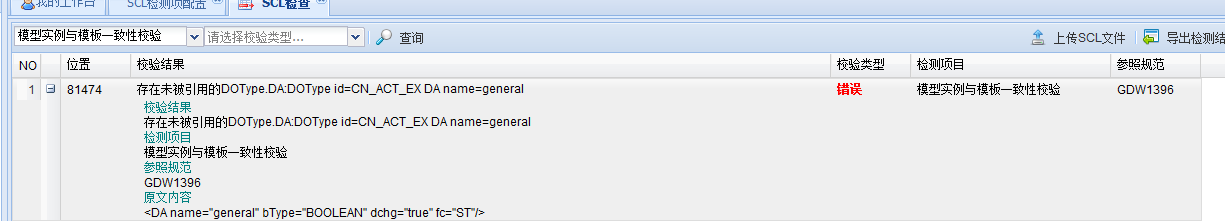 我的工作台 SCL检测项配置 SCL检查
模型实例与模板一致性校验 请选择校验类型... 查询 上传SCL文件 导出检测结
NO 位置 校验结果 校验类型 检测项目 参照规范
1 81474 存在未被引用的DOType.DA:DOType id=CN_ACT_EX DA name=general 错误 模型实例与模板一致性校验 GDW1396
校验结果
存在未被引用的DOType.DA:DOType id=CN_ACT_EX DA name=general
检测项目
模型实例与模板一致性校验
参照规范
GDW1396
原文内容
<DA name="general" bType="BOOLEAN" dchg="true" fc="ST"/>